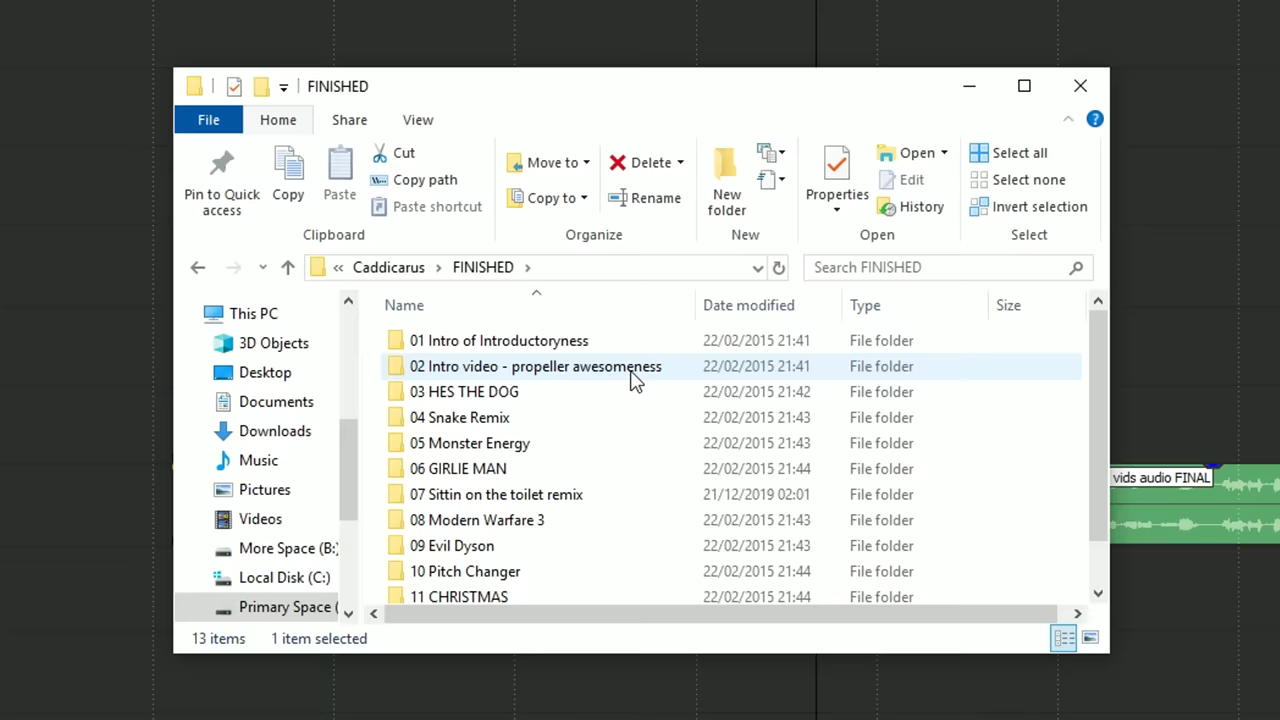 FINISHED
File Home Share View
Pin to Quick access
Copy
Paste
Cut
Copy path
Paste shortcut
Move to
Copy to
Delete
Rename
New folder
Properties
Open
Edit
History
Select all
Select none
Invert selection
Clipboard Organize New Open Select
« Caddicarus > FINISHED >
Search FINISHED
Name Date modified Type Size
This PC
3D Objects
Desktop
Documents
Downloads
Music
Pictures
Videos
More Space (B:)
Local Disk (C:)
Primary Space (
01 Intro of Introductoryness 22/02/2015 21:41 File folder
02 Intro video - propeller awesomeness 22/02/2015 21:41 File folder
03 HES THE DOG 22/02/2015 21:42 File folder
04 Snake Remix 22/02/2015 21:43 File folder
05 Monster Energy 22/02/2015 21:43 File folder
06 GIRLIE MAN 22/02/2015 21:44 File folder
07 Sittin on the toilet remix 21/12/2019 02:01 File folder
08 Modern Warfare 3 22/02/2015 21:43 File folder
09 Evil Dyson 22/02/2015 21:43 File folder
10 Pitch Changer 22/02/2015 21:44 File folder
11 CHRISTMAS 22/02/2015 21:44 File folder
vids audio FINAL
13 items 1 item selected